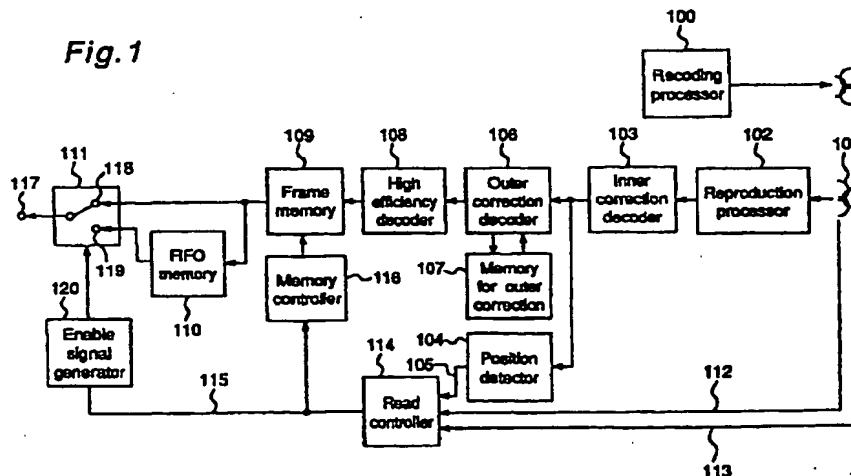 Fig.1
100
Recoding
processor
111
118
117
119
109
108
106
103
102
10
Frame
memory
High
efficiency
decoder
Outer
correction
decoder
Inner
correction
decoder
Reproduction
processor
FIFO
memory
110
120
Enable
signal
generator
Memory
controller
116
107
Memory
for outer
correction
104
105
Position
detector
114
Read
controller
115
112
113